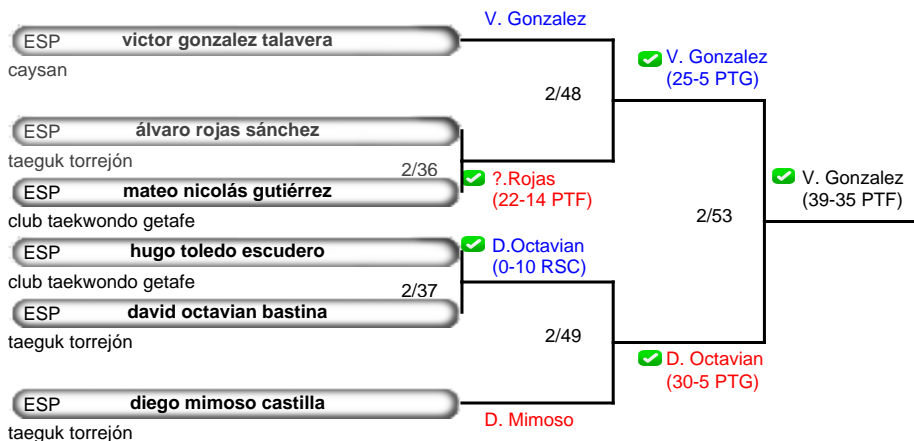 V. Gonzalez
ESP victor gonzalez talavera
caysan
V. Gonzalez
(25-5 PTG)
2/48
ESP álvaro rojas sánchez
taeguk torrejón
2/36
?.Rojas
(22-14 PTF)
ESP mateo nicolás gutiérrez
club taekwondo getafe
V. Gonzalez
(39-35 PTF)
2/53
ESP hugo toledo escudero
club taekwondo getafe
D.Octavian
(0-10 RSC)
2/37
ESP david octavian bastina
taeguk torrejón
2/49
D. Octavian
(30-5 PTG)
ESP diego mimoso castilla
taeguk torrejón
D. Mimoso